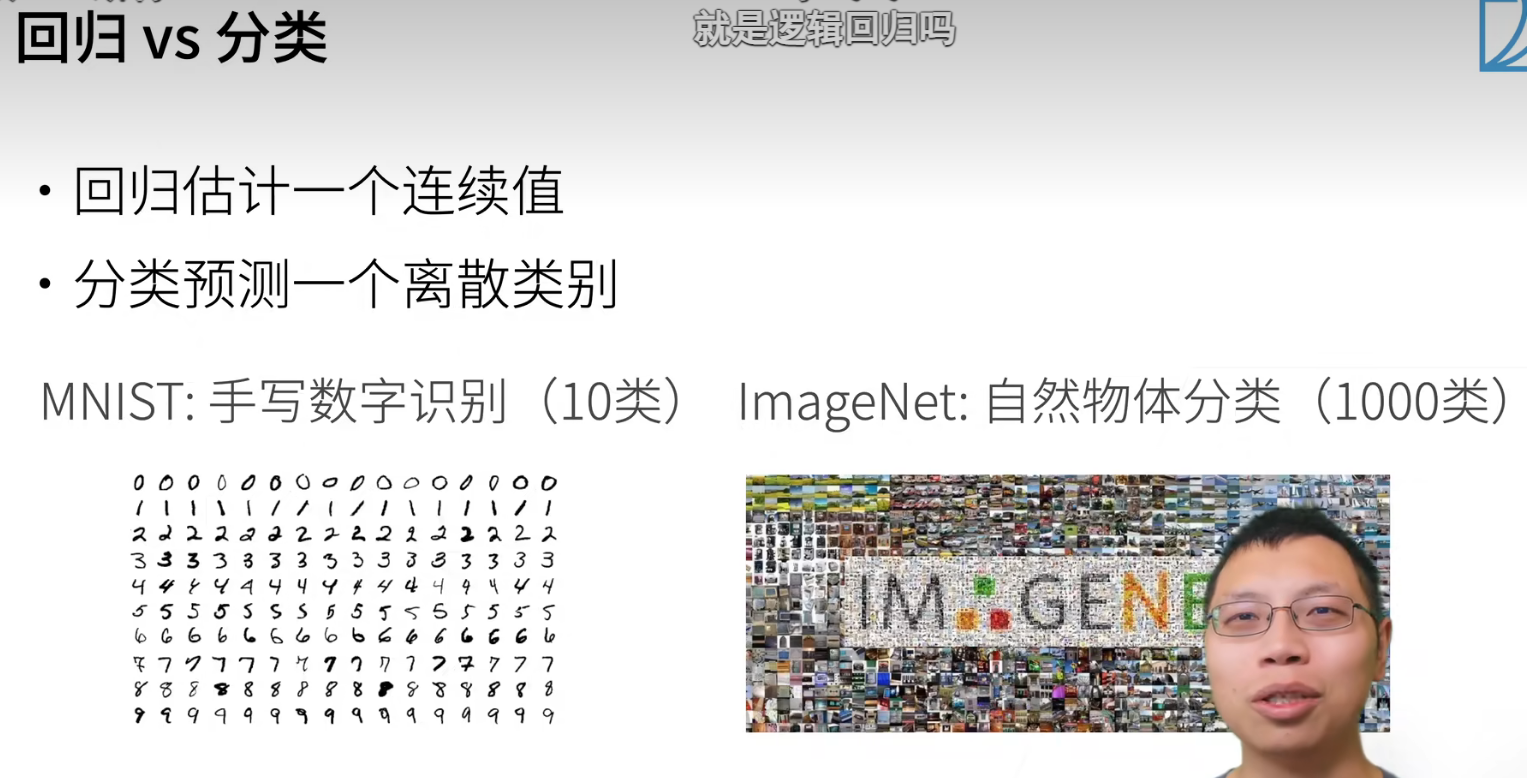 回归 vs 分类
就是逻辑回归吗
• 回归估计一个连续值
• 分类预测一个离散类别
MNIST: 手写数字识别（10类）
ImageNet: 自然物体分类（1000类）
0 0 0 0 0 0 0 0 0 0 0 0 0 0 0 0
1 1 1 1 1 1 1 1 1 1 1 1 1 1 1 1
2 2 2 2 2 2 2 2 2 2 2 2 2 2 2 2
3 3 3 3 3 3 3 3 3 3 3 3 3 3 3 3
4 4 4 4 4 4 4 4 4 4 4 4 4 4 4 4
5 5 5 5 5 5 5 5 5 5 5 5 5 5 5 5
6 6 6 6 6 6 6 6 6 6 6 6 6 6 6 6
7 7 7 7 7 7 7 7 7 7 7 7 7 7 7 7
8 8 8 8 8 8 8 8 8 8 8 8 8 8 8 8
9 9 9 9 9 9 9 9 9 9 9 9 9 9 9 9
IMAGENE